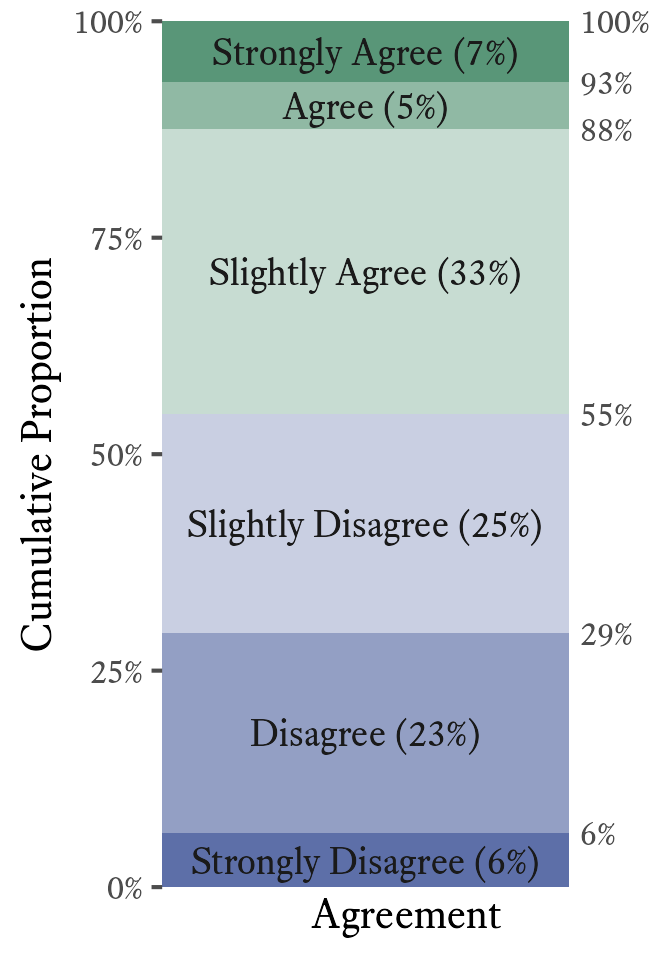 100%
100%
Strongly Agree (7%)
93%
Agree (5%)
88%
75%
Slightly Agree (33%)
55%
50%
Slightly Disagree (25%)
29%
25%
Disagree (23%)
6%
Strongly Disagree (6%)
0%
Cumulative Proportion
Agreement